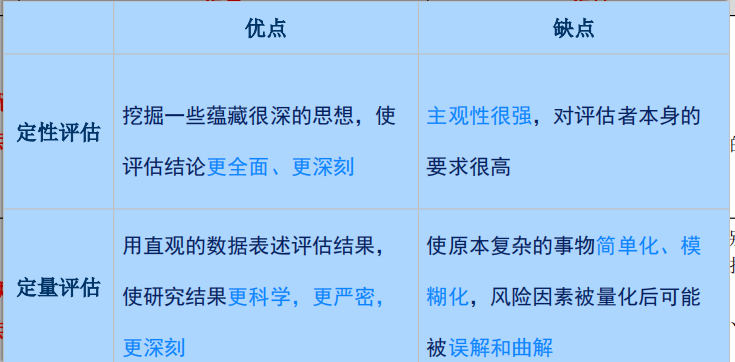 优点
缺点
定性评估
挖掘一些蕴藏很深的思想，使
评估结论更全面、更深刻
主观性很强，对评估者本身的
要求很高
定量评估
用直观的数据表述评估结果，
使研究结果更科学，更严密，
更深刻
使原本复杂的事物简单化、模
糊化，风险因素被量化后可能
被误解和曲解